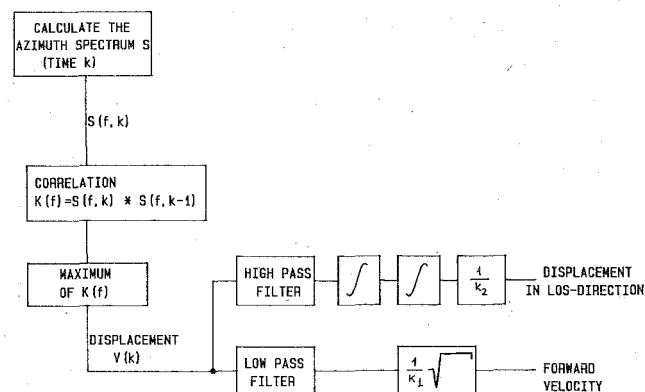 CALCULATE THE
AZIMUTH SPECTRUM S
(TIME k)
S(f,k)
CORRELATION
K(f)=S(f,k) * S(f,k-1)
MAXIMUM
OF K(f)
DISPLACEMENT
V(k)
HIGH PASS
FILTER
∫
∫
1/k₂
DISPLACEMENT
IN LOS-DIRECTION
LOW PASS
FILTER
1/K₁ √
FORWARD
VELOCITY